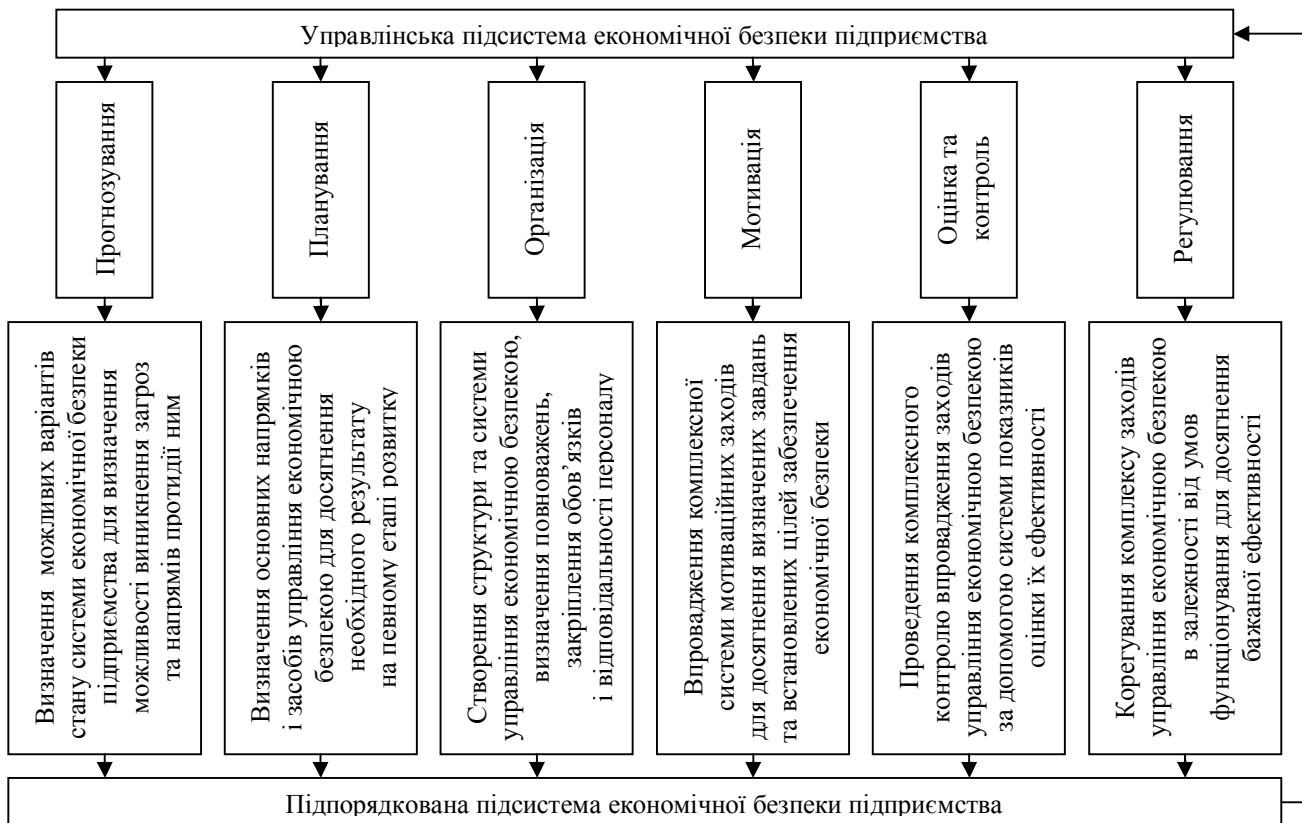 Управлінська підсистема економічної безпеки підприємства
Прогнозування
Планування
Організація
Мотивація
Оцінка та
контроль
Регулювання
Визначення можливих варіантів
стану системи економічної безпеки
підприємства для визначення
можливості виникнення загроз
та напрямів протидії ним
Визначення основних напрямків
і засобів управління економічною
безпекою для досягнення
необхідного результату
на певному етапі розвитку
Створення структури та системи
управління економічною безпекою,
визначення повноважень,
закріплення обов’язків
і відповідальності персоналу
Впровадження комплексної
системи мотиваційних заходів
для досягнення визначених завдань
та встановлених цілей забезпечення
економічної безпеки
Проведення комплексного
контролю впровадження заходів
управління економічною безпекою
за допомогою системи показників
оцінки їх ефективності
Корегування комплексу заходів
управління економічною безпекою
в залежності від умов
функціонування для досягнення
бажаної ефективності
Підпорядкована підсистема економічної безпеки підприємства